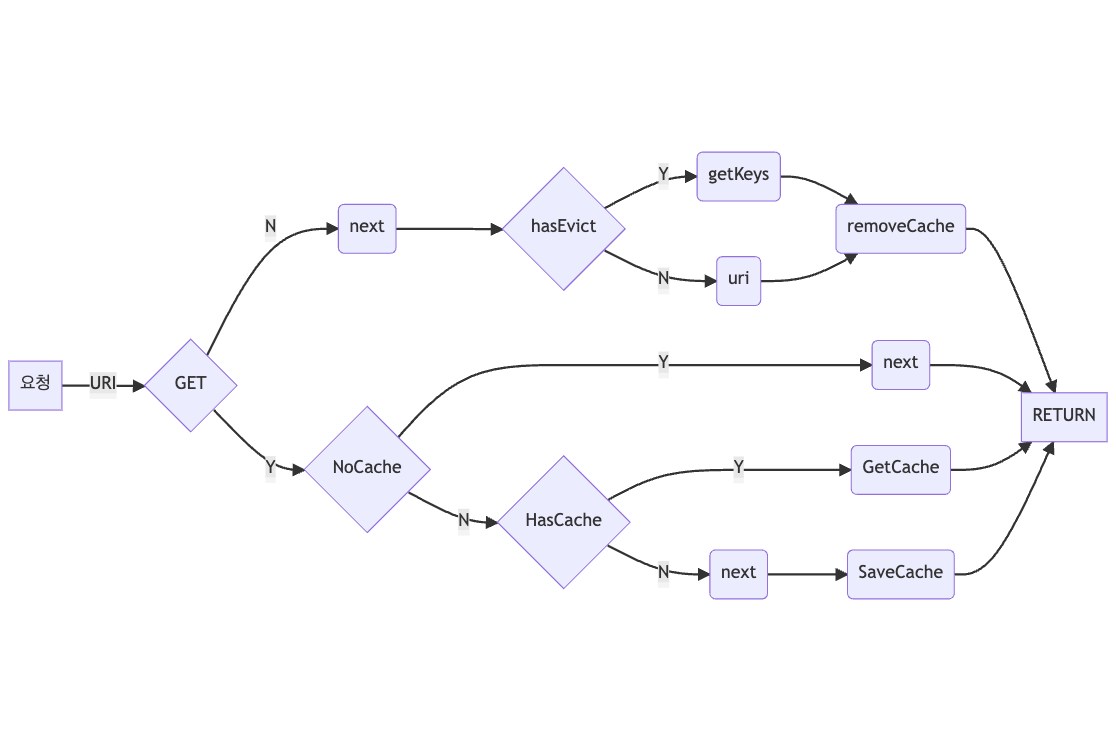 요청
URI
GET
N
next
hasEvict
Y
getKeys
N
uri
removeCache
Y
NoCache
Y
next
N
HasCache
Y
GetCache
N
next
SaveCache
RETURN